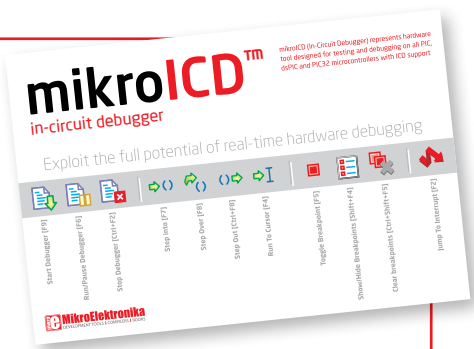 mikroICD™
in-circuit debugger
mikroICD (In-Circuit Debugger) represents hardware
tool designed for testing and debugging on all PIC,
dsPIC and PIC32 microcontrollers with ICD support
Exploit the full potential of real-time hardware debugging
Start Debugger [F9]
Run/Pause Debugger [F6]
Stop Debugger [Ctrl+F2]
Step Into [F7]
Step Over [F8]
Step Out [Ctrl+F8]
Run To Cursor [F4]
Toggle Breakpoint [F5]
Show/Hide Breakpoints [Shift+F4]
Clear breakpoints [Ctrl+Shift+F5]
Jump To Interrupt [F2]
MikroElektronika
DEVELOPMENT TOOLS | COMPILERS | BOOKS